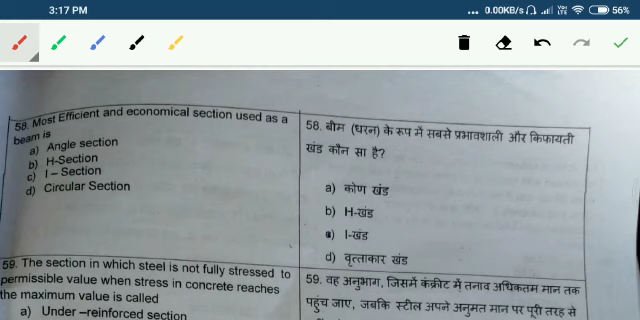 3:17 PM
... 0.00KB/s VoLTE 56%
58. Most Efficient and economical section used as a
beam is
a) Angle section
b) H-Section
c) I – Section
d) Circular Section
59. The section in which steel is not fully stressed to
permissible value when stress in concrete reaches
the maximum value is called
a) Under –reinforced section
58. बीम (धरन) के रूप में सबसे प्रभावशाली और किफायती
खंड कौन सा है?
a) कोण खंड
b) H-खंड
I-खंड
d) वृत्ताकार खंड
59. वह अनुभाग, जिसमें कंक्रीट में तनाव अधिकतम मान तक
पहुंच जाए, जबकि स्टील अपने अनुमत मान पर पूरी तरह से